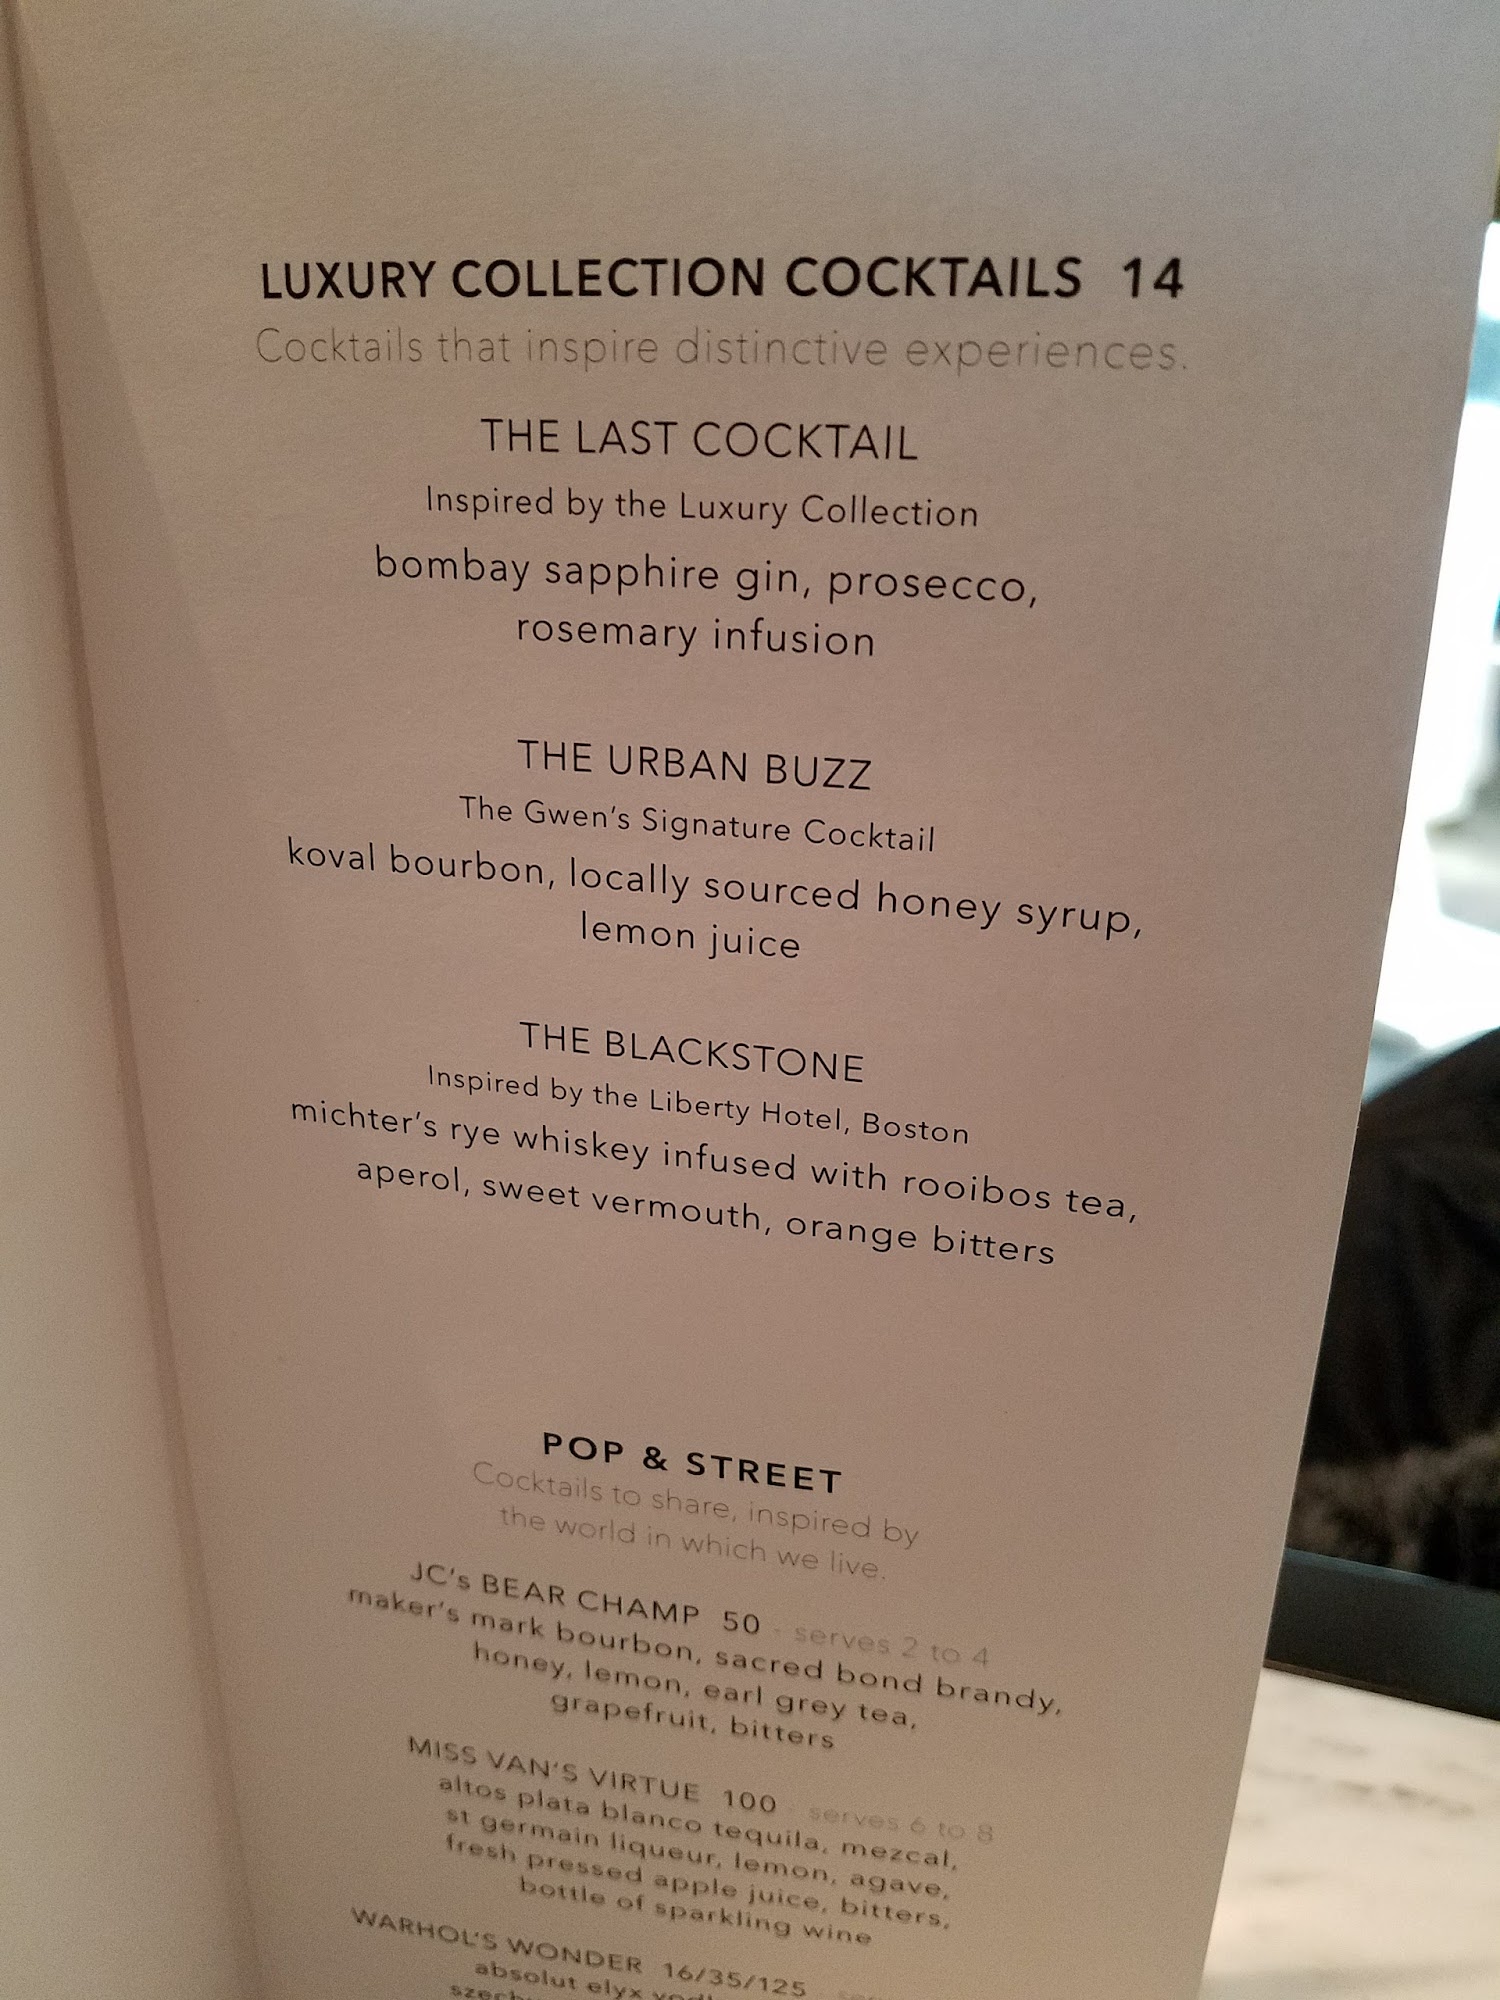 LUXURY COLLECTION COCKTAILS 14
Cocktails that inspire distinctive experiences.
THE LAST COCKTAIL
Inspired by the Luxury Collection
bombay sapphire gin, prosecco,
rosemary infusion
THE URBAN BUZZ
The Gwen's Signature Cocktail
koval bourbon, locally sourced honey syrup,
lemon juice
THE BLACKSTONE
Inspired by the Liberty Hotel, Boston
michter's rye whiskey infused with rooibos tea,
aperol, sweet vermouth, orange bitters
POP & STREET
Cocktails to share, inspired by
the world in which we live.
JC's BEAR CHAMP 50 - serves 2 to 4
maker's mark bourbon, sacred bond brandy,
honey, lemon, earl grey tea,
grapefruit, bitters
MISS VAN'S VIRTUE 100 - serves 6 to 8
altos plata blanco tequila, mezcal,
st germain liqueur, lemon, agave,
fresh pressed apple juice, bitters,
bottle of sparkling wine
WARHOL'S WONDER 16/35/125
absolut elyx